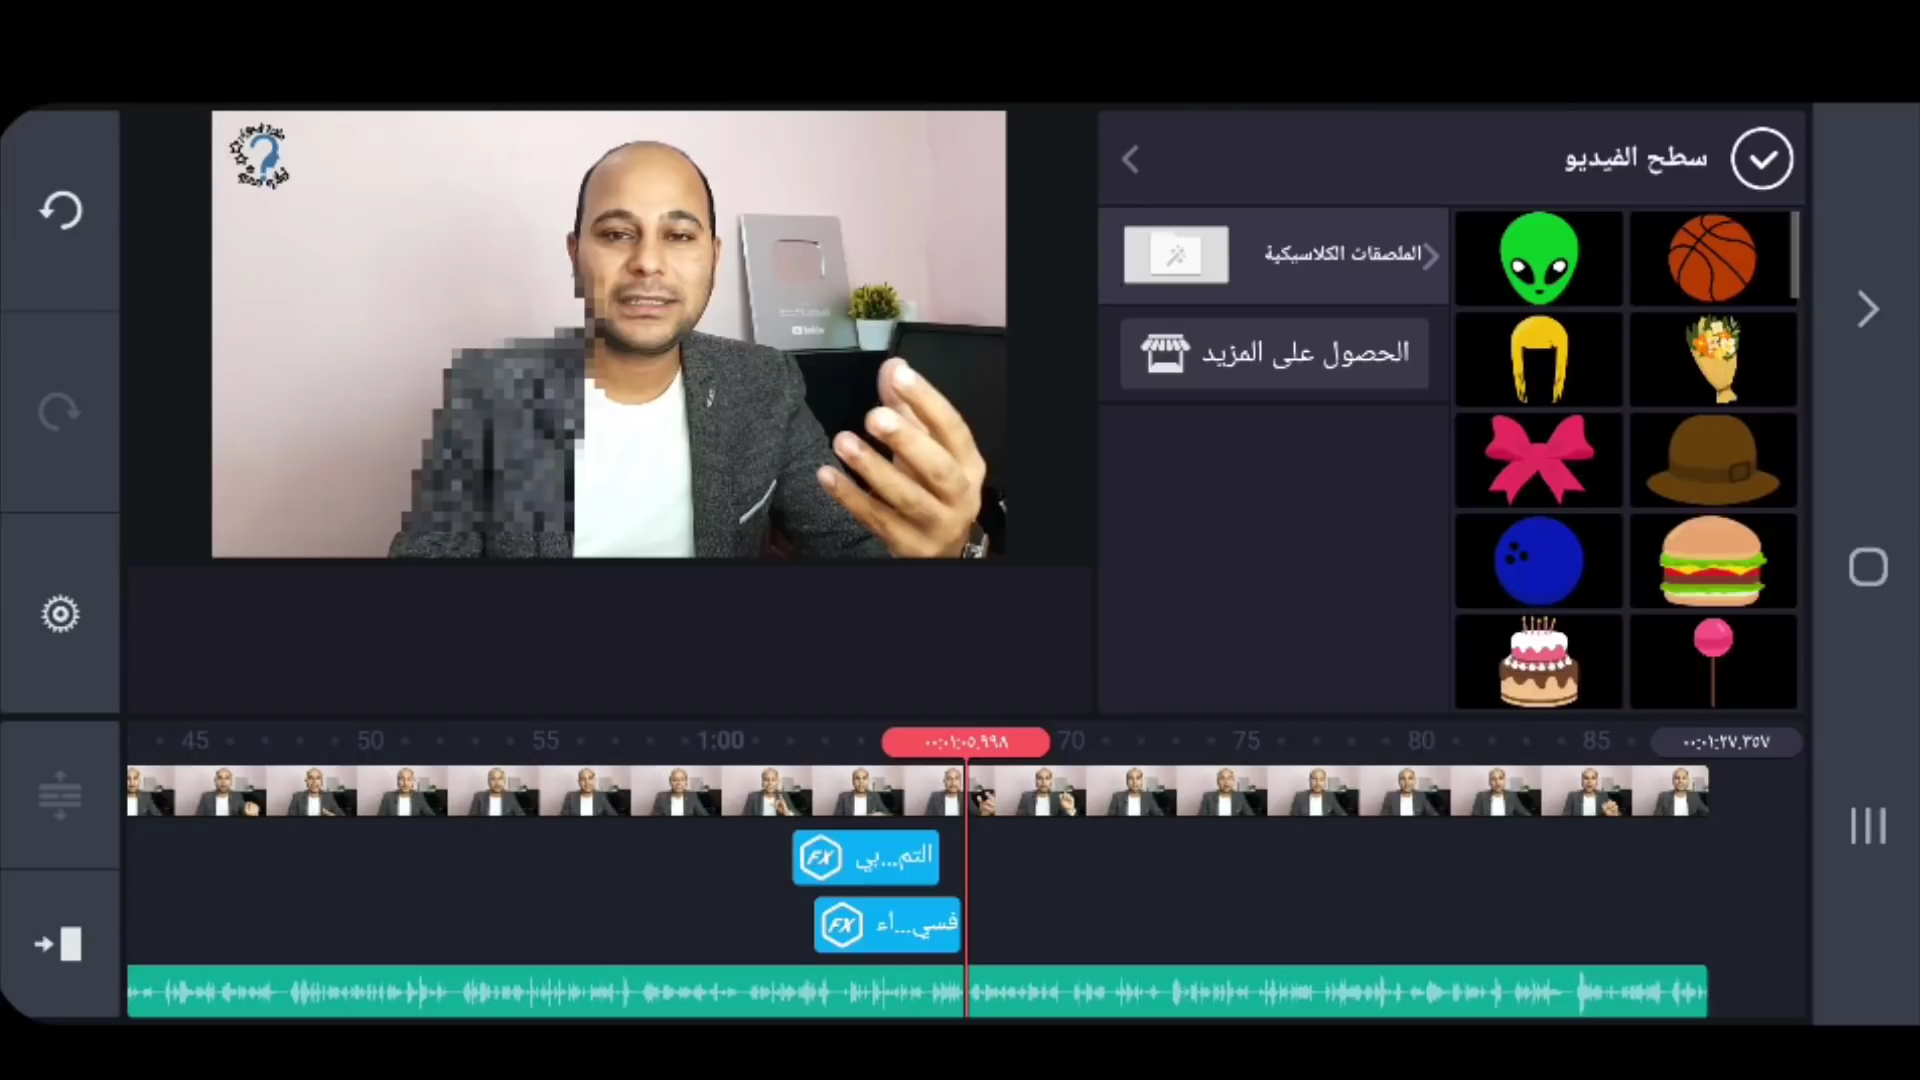 سطح الفيديو
الملصقات الكلاسيكية
الحصول على المزيد
45 50 55 1:00 ٠٠:٠١:٠٥.٩٩٨ 70 75 80 85 ٠٠:٠١:٢٧.٣٥٧
FX التم...بي
FX فسي...أء